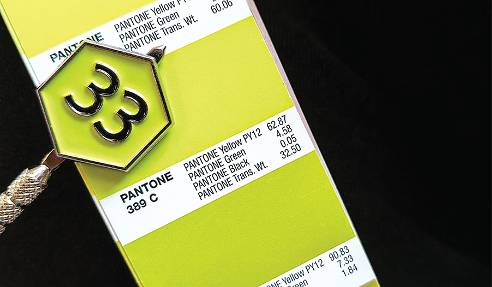 60.06
PANTONE Yellow PY12
PANTONE Green
PANTONE Trans. Wt.
PANTONE
33
PANTONE
389 C
PANTONE Yellow PY12 62.87
PANTONE Green 4.58
PANTONE Black 0.05
PANTONE Trans. Wt. 32.50
PANTONE Yellow PY12 90.83
Green 7.33
1.84